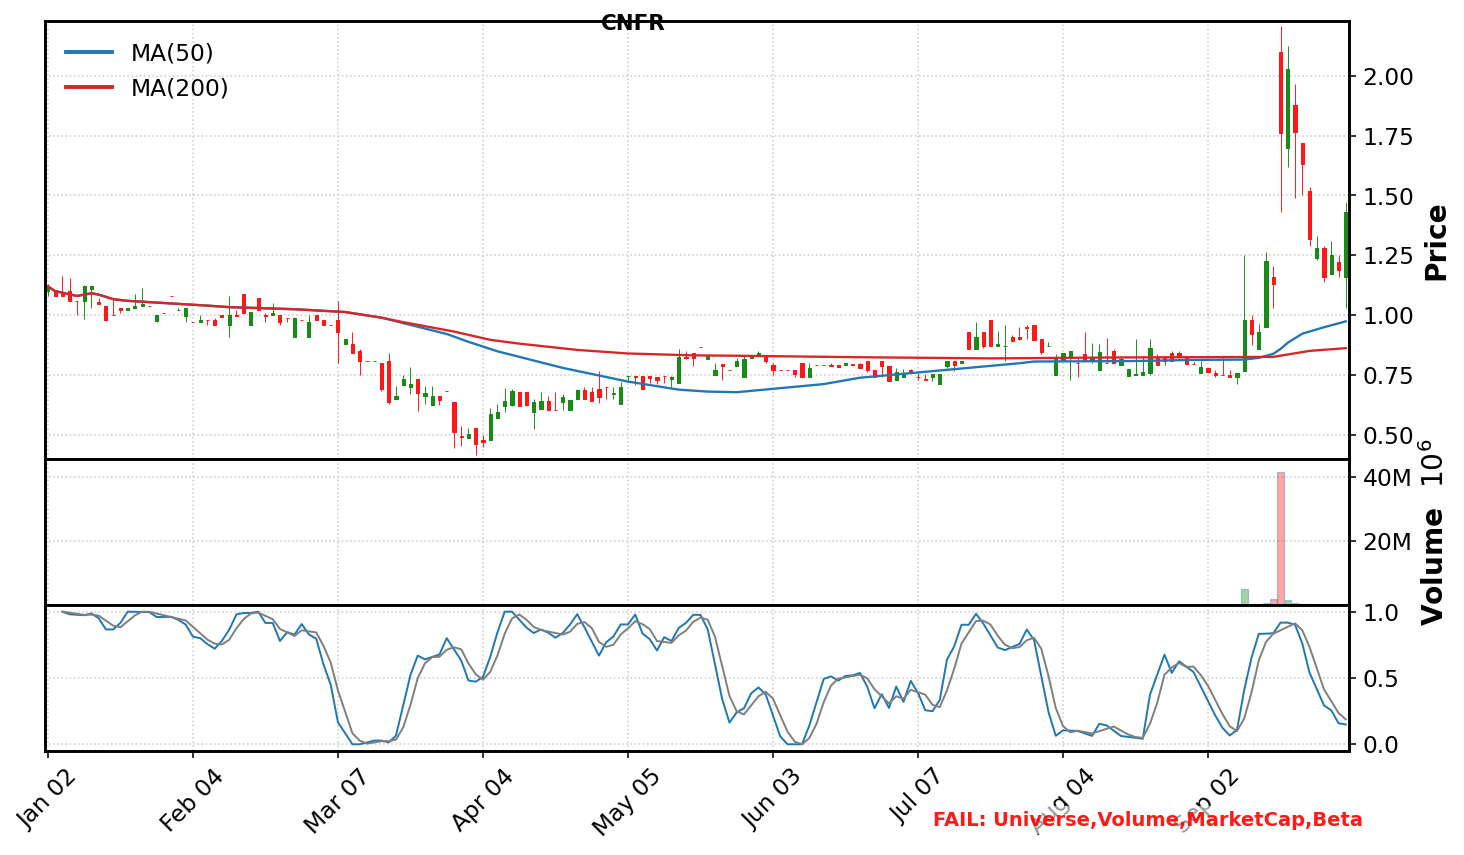 CNFR
MA(50)
MA(200)
2.00
1.75
1.50
1.25
1.00
0.75
0.50
Price
40M
20M
Volume 10^6
1.0
0.5
0.0
Jan 02
Feb 04
Mar 07
Apr 04
May 05
Jun 03
Jul 07
Aug 04
Sep 02
FAIL: Universe,Volume,MarketCap,Beta